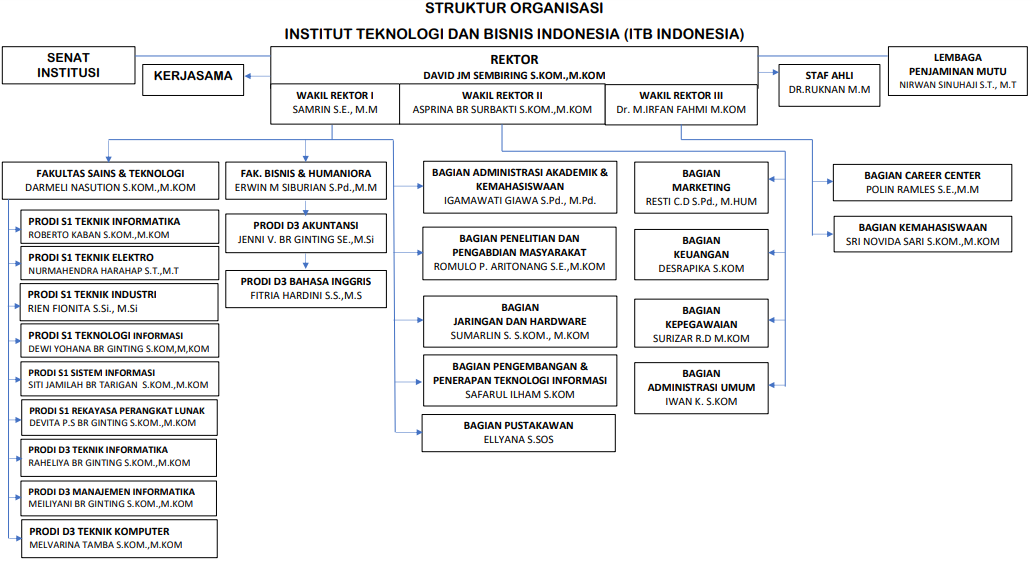 STRUKTUR ORGANISASI
INSTITUT TEKNOLOGI DAN BISNIS INDONESIA (ITB INDONESIA)
SENAT
INSTITUSI
KERJASAMA
REKTOR
DAVID JM SEMBIRING S.KOM.,M.KOM
STAF AHLI
DR.RUKNAN M.M
LEMBAGA
PENJAMINAN MUTU
NIRWAN SINUHAJI S.T., M.T
WAKIL REKTOR I
SAMRIN S.E., M.M
WAKIL REKTOR II
ASPRINA BR SURBAKTI S.KOM.,M.KOM
WAKIL REKTOR III
Dr. M.IRFAN FAHMI M.KOM
FAKULTAS SAINS & TEKNOLOGI
DARMELI NASUTION S.KOM.,M.KOM
PRODI S1 TEKNIK INFORMATIKA
ROBERTO KABAN S.KOM.,M.KOM
PRODI S1 TEKNIK ELEKTRO
NURMAHENDRA HARAHAP S.T.,M.T
PRODI S1 TEKNIK INDUSTRI
RIEN FIONITA S.Si., M.Si
PRODI S1 TEKNOLOGI INFORMASI
DEWI YOHANA BR GINTING S.KOM,M,KOM
PRODI S1 SISTEM INFORMASI
SITI JAMILAH BR TARIGAN S.KOM.,M.KOM
PRODI S1 REKAYASA PERANGKAT LUNAK
DEVITA P.S BR GINTING S.KOM.,M.KOM
PRODI D3 TEKNIK INFORMATIKA
RAHELIYA BR GINTING S.KOM.,M.KOM
PRODI D3 MANAJEMEN INFORMATIKA
MEILIYANI BR GINTING S.KOM.,M.KOM
PRODI D3 TEKNIK KOMPUTER
MELVARINA TAMBA S.KOM.,M.KOM
FAK. BISNIS & HUMANIORA
ERWIN M SIBURIAN S.Pd.,M.M
PRODI D3 AKUNTANSI
JENNI V. BR GINTING SE.,M.Si
PRODI D3 BAHASA INGGRIS
FITRIA HARDINI S.S.,M.S
BAGIAN ADMINISTRASI AKADEMIK &
KEMAHASISWAAN
IGAMAWATI GIAWA S.Pd., M.Pd.
BAGIAN PENELITIAN DAN
PENGABDIAN MASYARAKAT
ROMULO P. ARITONANG S.E.,M.KOM
BAGIAN
JARINGAN DAN HARDWARE
SUMARLIN S. S.KOM., M.KOM
BAGIAN PENGEMBANGAN &
PENERAPAN TEKNOLOGI INFORMASI
SAFARUL ILHAM S.KOM
BAGIAN PUSTAKAWAN
ELLYANA S.SOS
BAGIAN
MARKETING
RESTI C.D S.Pd., M.HUM
BAGIAN
KEUANGAN
DESRAPIKA S.KOM
BAGIAN
KEPEGAWAIAN
SURIZAR R.D M.KOM
BAGIAN
ADMINISTRASI UMUM
IWAN K. S.KOM
BAGIAN CAREER CENTER
POLIN RAMLES S.E.,M.M
BAGIAN KEMAHASISWAAN
SRI NOVIDA SARI S.KOM.,M.KOM